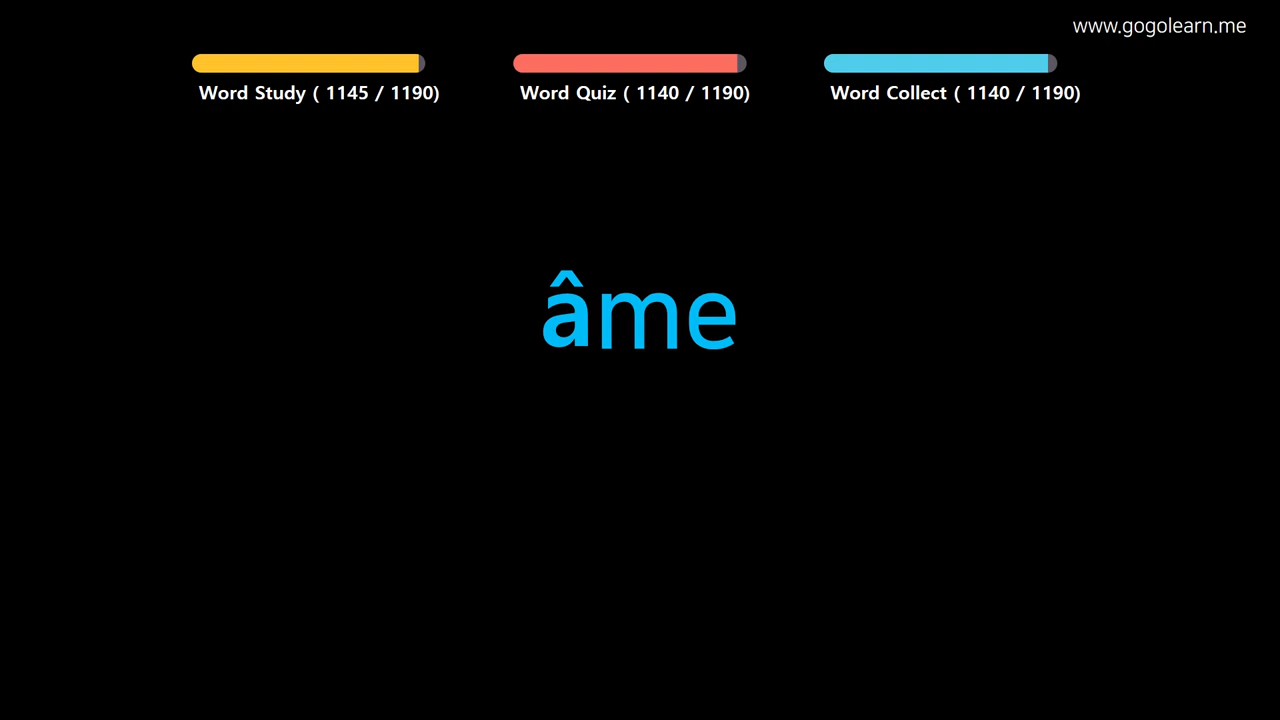 www.gogolearn.me
Word Study ( 1145 / 1190)
Word Quiz ( 1140 / 1190)
Word Collect ( 1140 / 1190)
âme